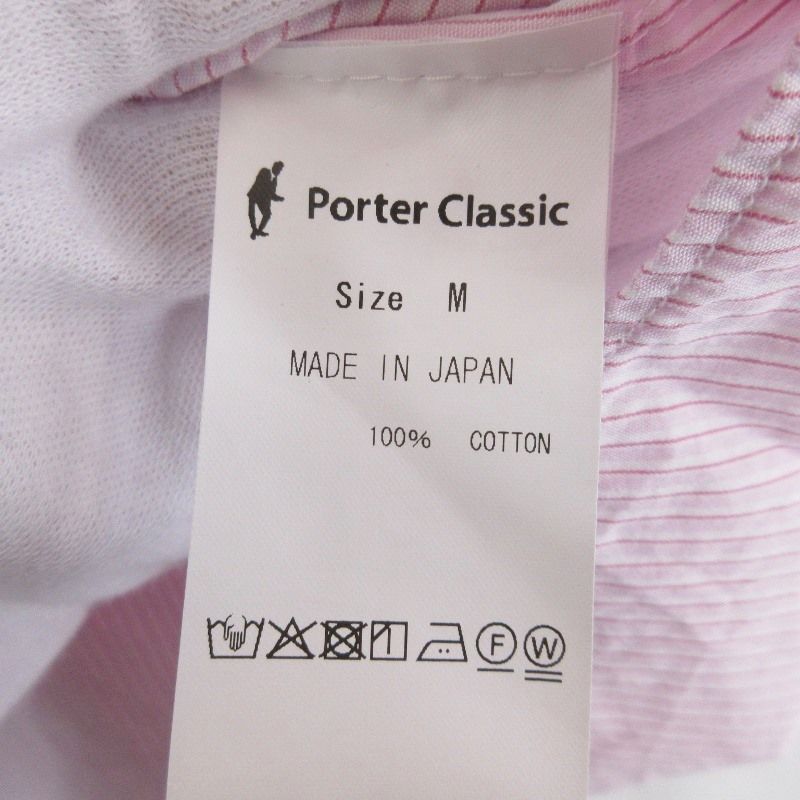 Porter Classic
Size M
MADE IN JAPAN
100% COTTON
F W